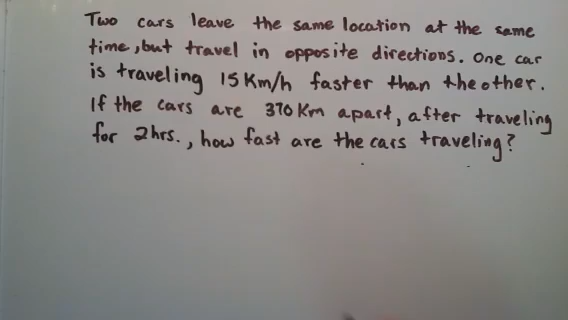 Two cars leave the same location at the same
time, but travel in opposite directions. One car
is traveling 15 Km/h faster than the other.
If the cars are 370 Km apart, after traveling
for 2hrs., how fast are the cars traveling?